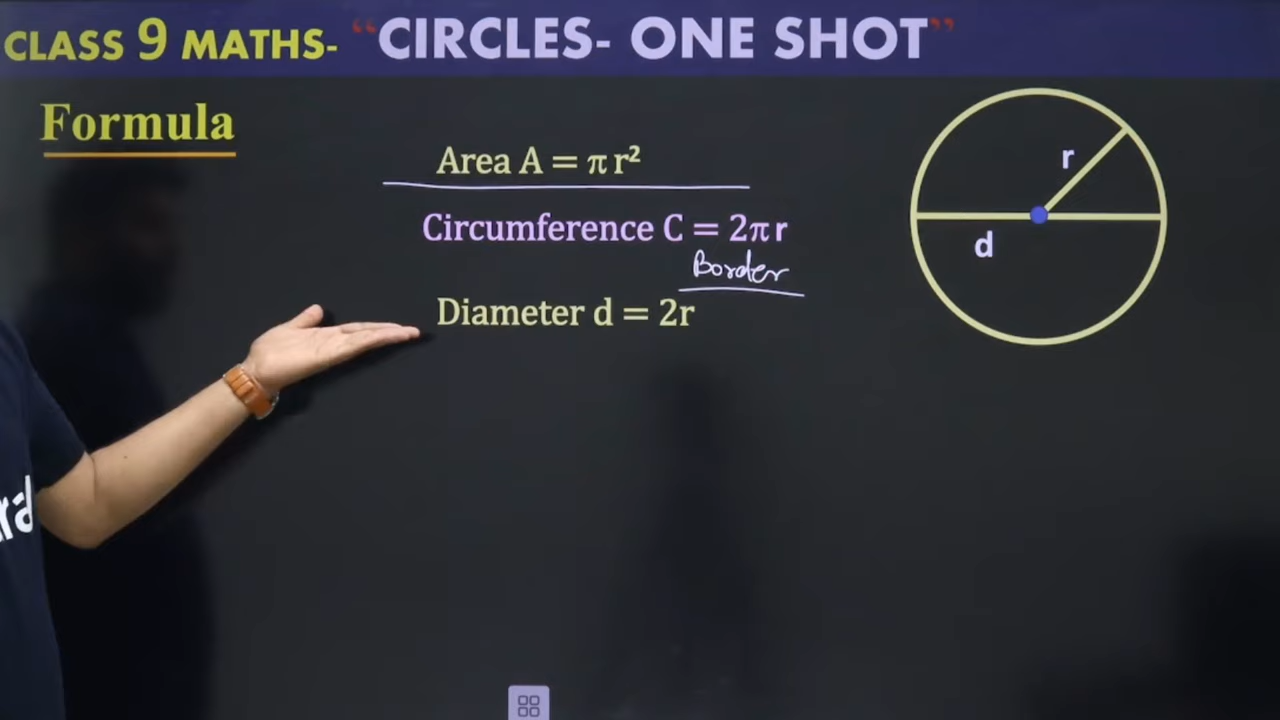 CLASS 9 MATHS- “CIRCLES- ONE SHOT”
Formula
Area A = π r²
Circumference C = 2π r
Border
Diameter d = 2r
r
d